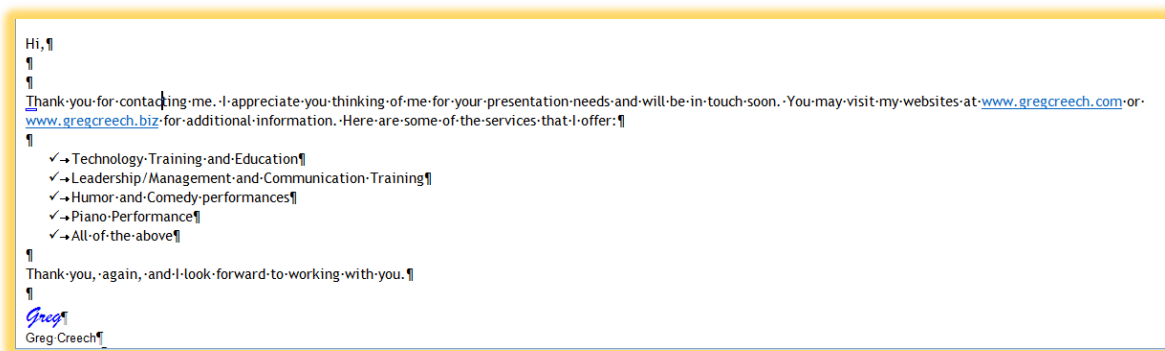 Hi,¶
¶
¶
Thank·you·for·contacting·me.·I·appreciate·you·thinking·of·me·for·your·presentation·needs·and·will·be·in·touch·soon.··You·may·visit·my·websites·at·www.gregcreech.com·or·
www.gregcreech.biz·for·additional·information.··Here·are·some·of·the·services·that·I·offer:¶
¶
✓→Technology·Training·and·Education¶
✓→Leadership/Management·and·Communication·Training¶
✓→Humor·and·Comedy·performances¶
✓→Piano·Performance¶
✓→All·of·the·above¶
¶
Thank·you,·again,·and·I·look·forward·to·working·with·you.¶
¶
Greg¶
Greg·Creech¶